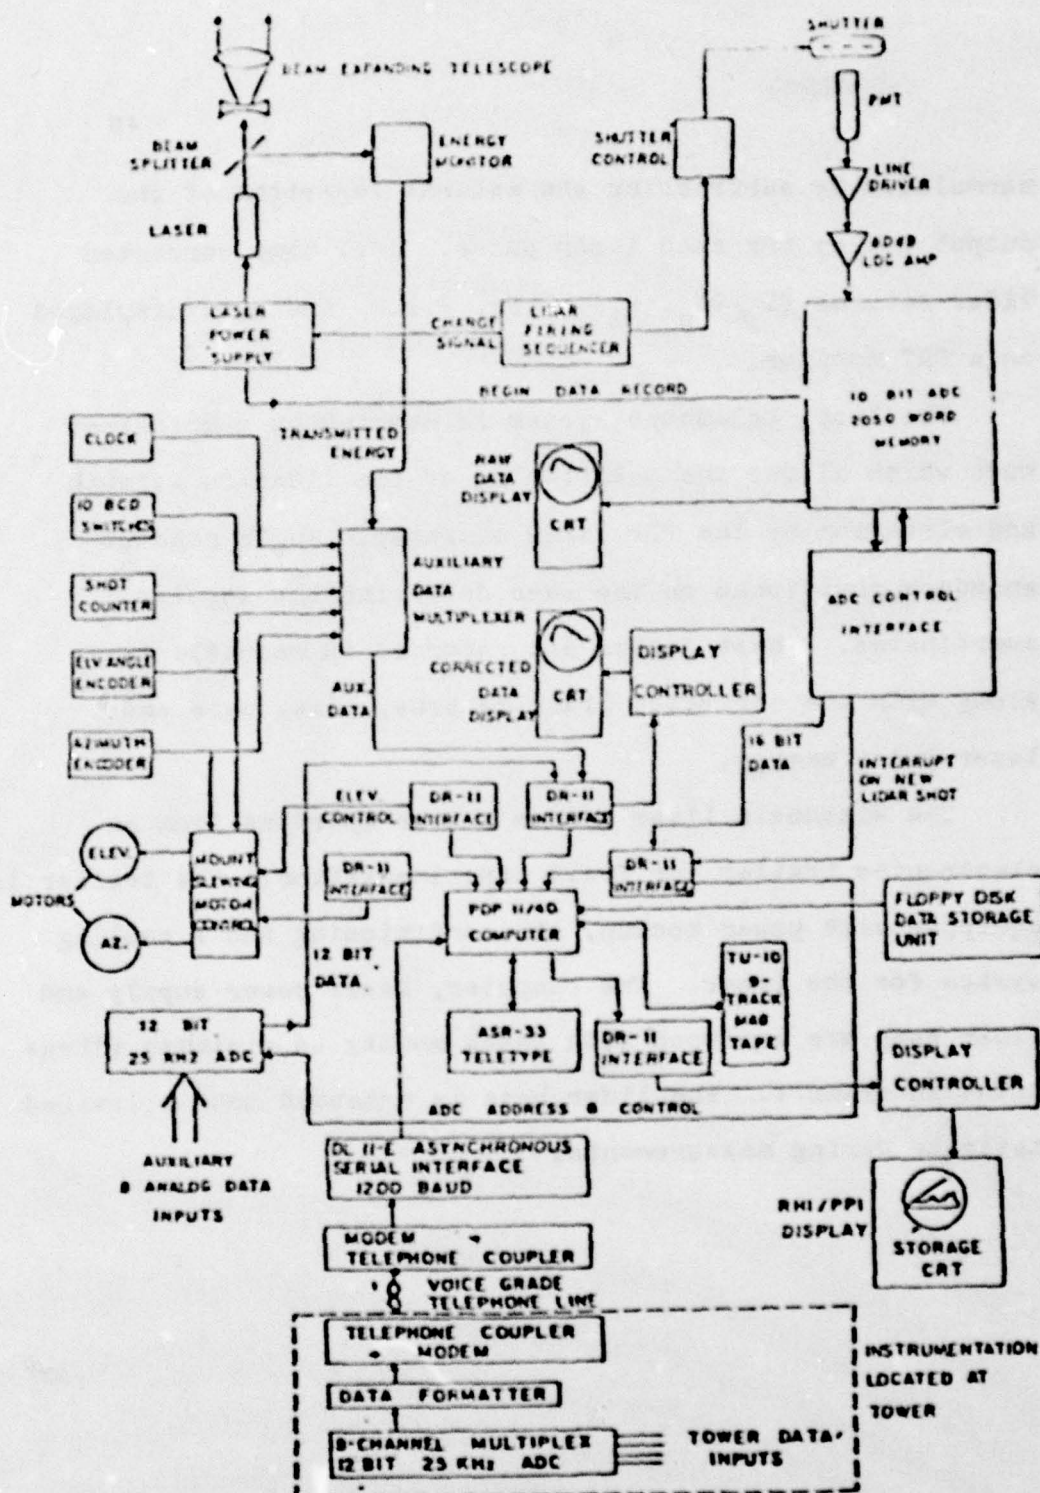 SHUTTER
BEAM EXPANDING TELESCOPE
PMT
BEAM
SPLITTER
ENERGY
MONITOR
SHUTTER
CONTROL
LINE
DRIVER
LASER
LOG AMP
LASER
POWER
SUPPLY
CHARGE
SIGNAL
LIDAR
FIRING
SEQUENCER
BEGIN DATA RECORD
10 BIT ADC
2050 WORD
MEMORY
CLOCK
TRANSMITTED
ENERGY
RAW
DATA
DISPLAY
CRT
10 BCD
SWITCHES
AUXILIARY
DATA
MULTIPLEXER
SHOT
COUNTER
ADC CONTROL
INTERFACE
ELV ANGLE
ENCODER
CORRECTED
DATA
DISPLAY
CRT
DISPLAY
CONTROLLER
AUX.
DATA
AZIMUTH
ENCODER
16 BIT
DATA
INTERRUPT
ON NEW
LIDAR SHOT
ELEV.
CONTROL
DR-11
INTERFACE
DR-11
INTERFACE
ELEV.
MOUNT
SLEWING
MOTOR
CONTROL
DR-11
INTERFACE
DR-11
INTERFACE
MOTORS
AZ.
PDP 11/40
COMPUTER
FLOPPY DISK
DATA STORAGE
UNIT
12 BIT
DATA
TU-10
9-
TRACK
MAG
TAPE
12 BIT
25 KHZ ADC
ASR-33
TELETYPE
DR-11
INTERFACE
DISPLAY
CONTROLLER
ADC ADDRESS & CONTROL
AUXILIARY
8 ANALOG DATA
INPUTS
DL 11-E ASYNCHRONOUS
SERIAL INTERFACE
1200 BAUD
RHI/PPI
DISPLAY
STORAGE
CRT
MODEM
TELEPHONE COUPLER
VOICE GRADE
TELEPHONE LINE
TELEPHONE COUPLER
MODEM
INSTRUMENTATION
LOCATED AT
TOWER
DATA FORMATTER
8-CHANNEL MULTIPLEX
12 BIT 25 KHz ADC
TOWER DATA
INPUTS